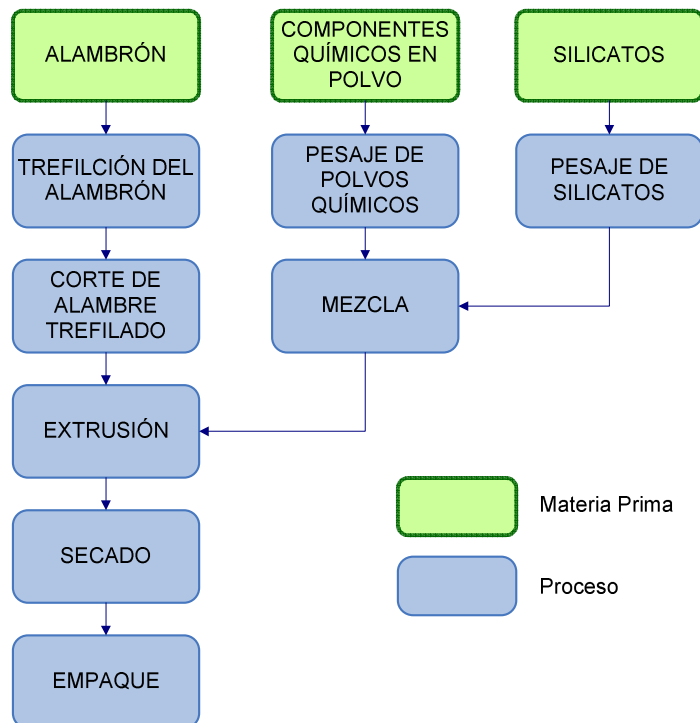 ALAMBRÓN
COMPONENTES
QUÍMICOS EN
POLVO
SILICATOS
TREFILCIÓN DEL
ALAMBRÓN
PESAJE DE
POLVOS
QUÍMICOS
PESAJE DE
SILICATOS
CORTE DE
ALAMBRE
TREFILADO
MEZCLA
EXTRUSIÓN
SECADO
EMPAQUE
Materia Prima
Proceso